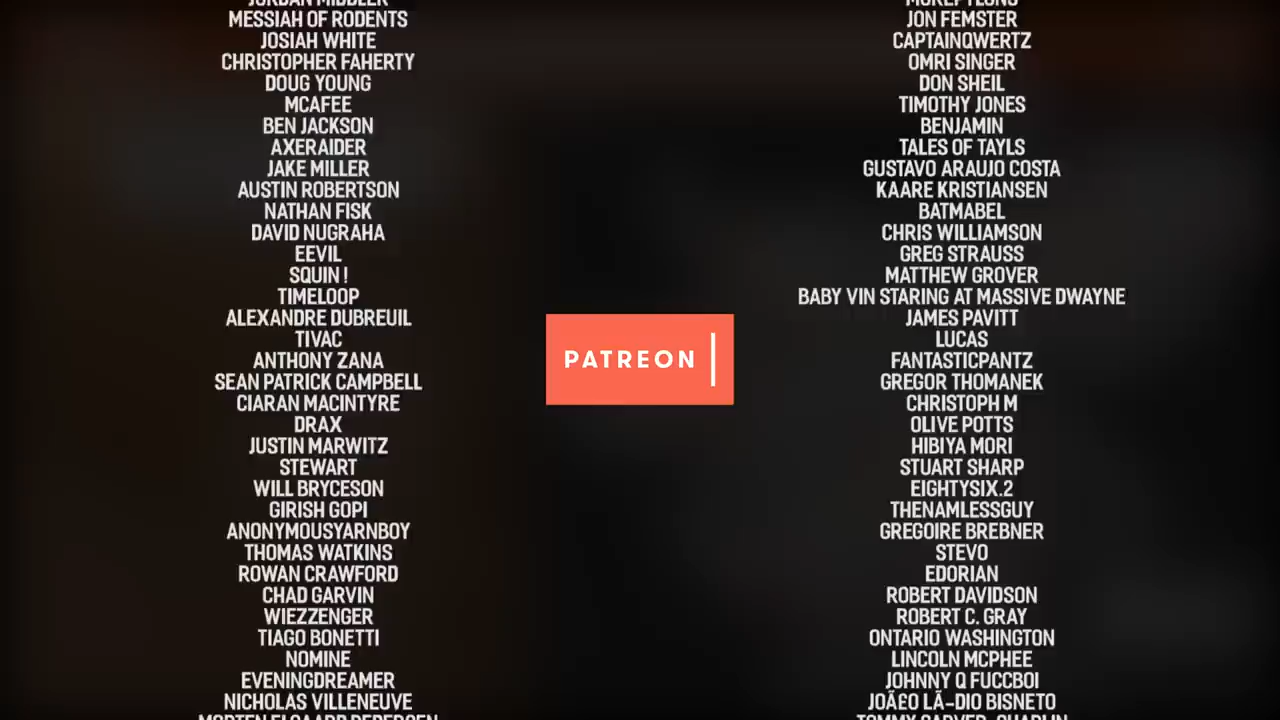 MESSIAH OF RODENTS
JOSIAH WHITE
CHRISTOPHER FAHERTY
DOUG YOUNG
MCAFEE
BEN JACKSON
AXERAIDER
JAKE MILLER
AUSTIN ROBERTSON
NATHAN FISK
DAVID NUGRAHA
EEVIL
SQUIN !
TIMELOOP
ALEXANDRE DUBREUIL
TIVAC
ANTHONY ZANA
SEAN PATRICK CAMPBELL
CIARAN MACINTYRE
DRAX
JUSTIN MARWITZ
STEWART
WILL BRYCESON
GIRISH GOPI
ANONYMOUSYARNBOY
THOMAS WATKINS
ROWAN CRAWFORD
CHAD GARVIN
WIEZZENGER
TIAGO BONETTI
NOMINE
EVENINGDREAMER
NICHOLAS VILLENEUVE
PATREON
JON FEMSTER
CAPTAINQWERTZ
OMRI SINGER
DON SHEIL
TIMOTHY JONES
BENJAMIN
TALES OF TAYLS
GUSTAVO ARAUJO COSTA
KAARE KRISTIANSEN
BATMABEL
CHRIS WILLIAMSON
GREG STRAUSS
MATTHEW GROVER
BABY VIN STARING AT MASSIVE DWAYNE
JAMES PAVITT
LUCAS
FANTASTICPANTZ
GREGOR THOMANEK
CHRISTOPH M
OLIVE POTTS
HIBIYA MORI
STUART SHARP
EIGHTYSIX.2
THENAMLESSGUY
GREGOIRE BREBNER
STEVO
EDORIAN
ROBERT DAVIDSON
ROBERT C. GRAY
ONTARIO WASHINGTON
LINCOLN MCPHEE
JOHNNY Q FUCCBOI
JOÃ£O LÃ-DIO BISNETO